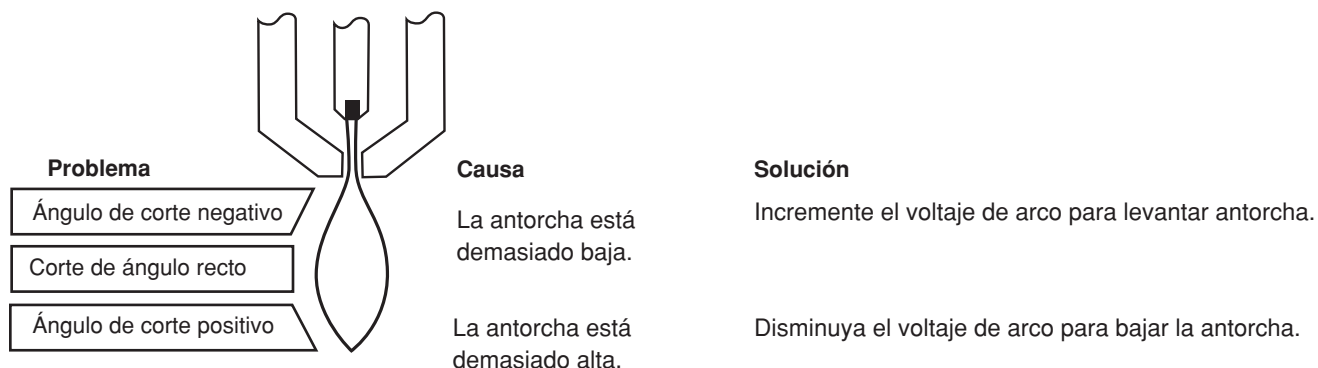 Problema
Causa
Solución
Ángulo de corte negativo
La antorcha está
demasiado baja.
Incremente el voltaje de arco para levantar antorcha.
Corte de ángulo recto
Ángulo de corte positivo
La antorcha está
demasiado alta.
Disminuya el voltaje de arco para bajar la antorcha.